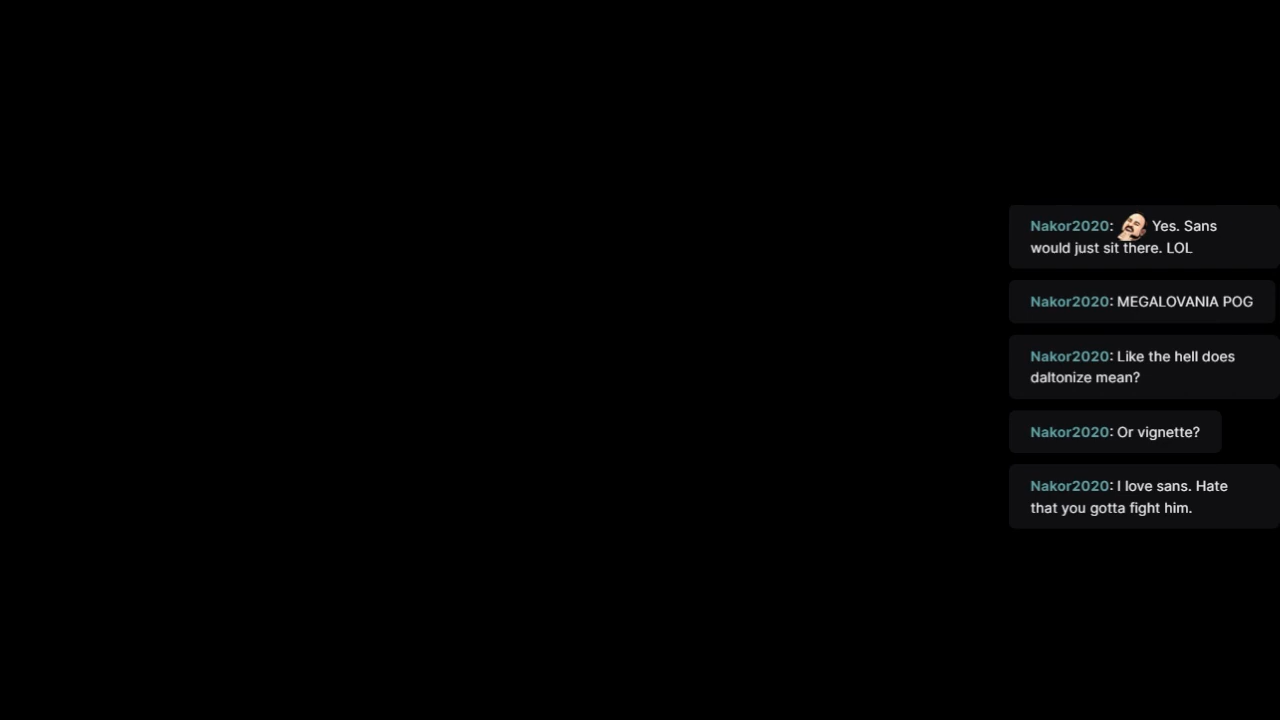 Nakor2020: Yes. Sans
would just sit there. LOL
Nakor2020: MEGALOVANIA POG
Nakor2020: Like the hell does
daltonize mean?
Nakor2020: Or vignette?
Nakor2020: I love sans. Hate
that you gotta fight him.